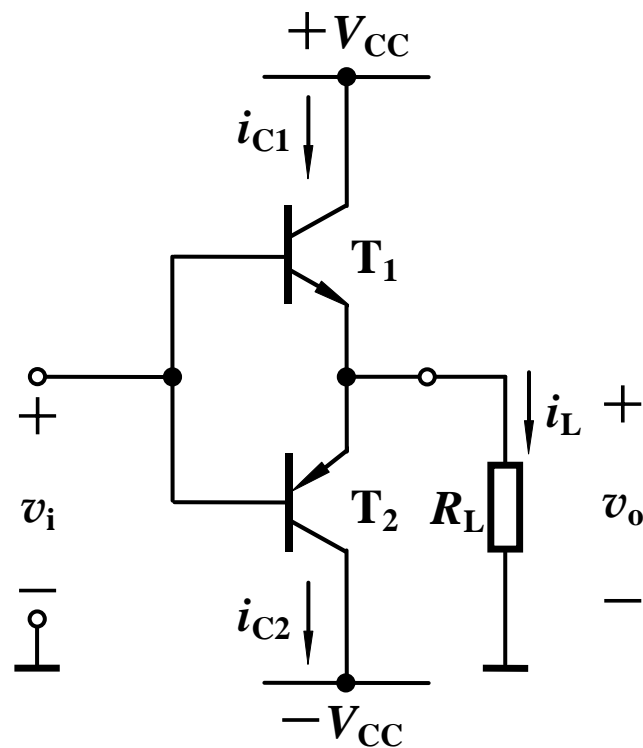 +V_CC
i_C1
T_1
+
i_L
+
v_i
T_2
R_L
v_o
−
−
i_C2
−V_CC